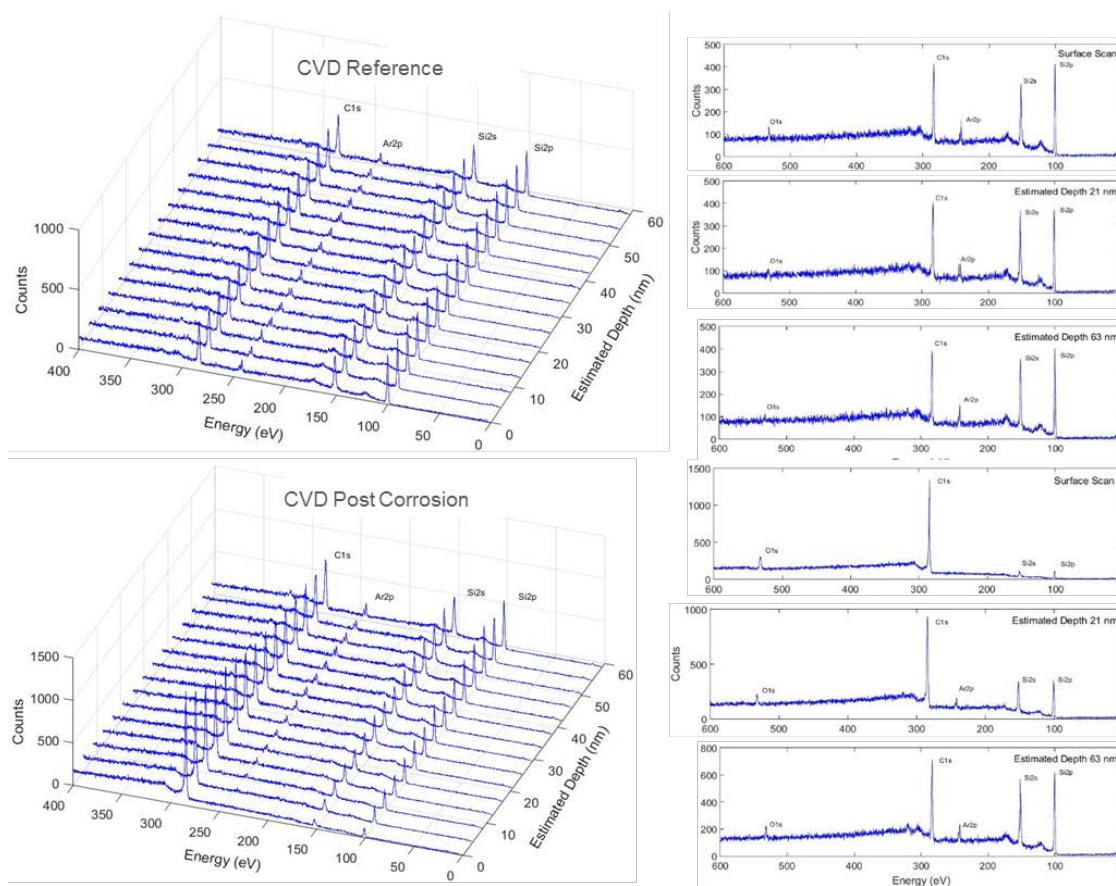 CVD Reference
C1s
Ar2p
Si2s
Si2p
1000
500
0
Counts
400
350
300
250
200
150
100
50
0
Energy (eV)
0
10
20
30
40
50
60
Estimated Depth (nm)
Surface Scan
500
400
300
200
100
0
Counts
O1s
C1s
Ar2p
Si2s
Si2p
600 500 400 300 200 100
Estimated Depth 21 nm
500
400
300
200
100
0
Counts
O1s
C1s
Ar2p
Si2s
Si2p
600 500 400 300 200 100
Estimated Depth 63 nm
500
400
300
200
100
0
Counts
O1s
C1s
Ar2p
Si2s
Si2p
600 500 400 300 200 100
CVD Post Corrosion
C1s
Ar2p
Si2s
Si2p
1500
1000
500
0
Counts
400
350
300
250
200
150
100
50
0
Energy (eV)
0
10
20
30
40
50
60
Estimated Depth (nm)
Surface Scan
1500
1000
500
0
Counts
O1s
C1s
Si2s
Si2p
600 500 400 300 200 100
Estimated Depth 21 nm
1000
500
0
Counts
O1s
C1s
Ar2p
Si2s
Si2p
600 500 400 300 200 100
Estimated Depth 63 nm
800
600
400
200
0
Counts
O1s
C1s
Ar2p
Si2s
Si2p
600 500 400 300 200 100
Energy (eV)